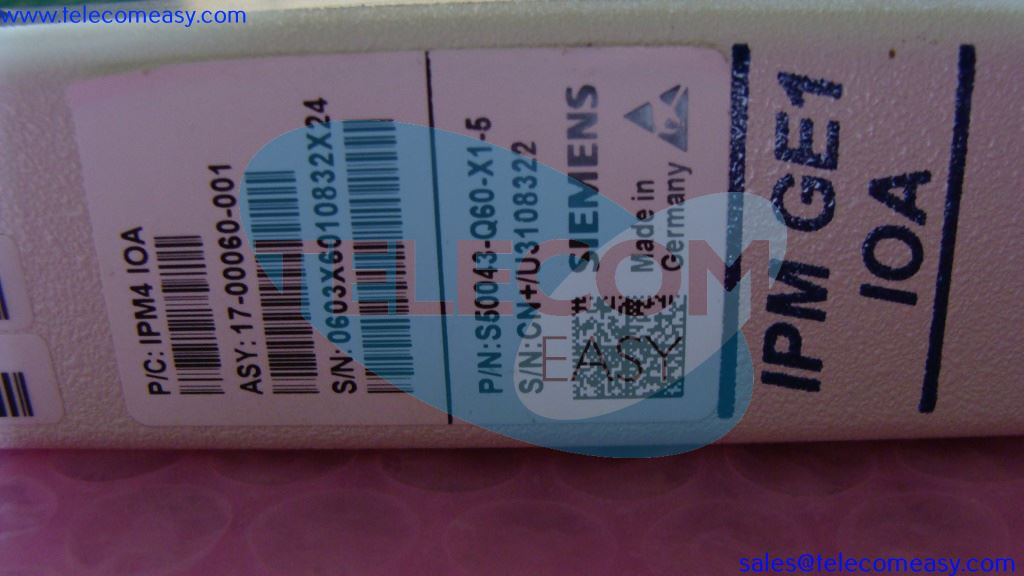 www.telecomeasy.com
P/C: IPM4 IOA
ASY: 17-00060-001
S/N: 0603X6010832X24
P/N:S50043-Q60-X1-5
S/N:CN+/U33108322
SIEMENS
Made in
Germany
IPM GE1
IOA
TELECOM
EASY
sales@telecomeasy.com